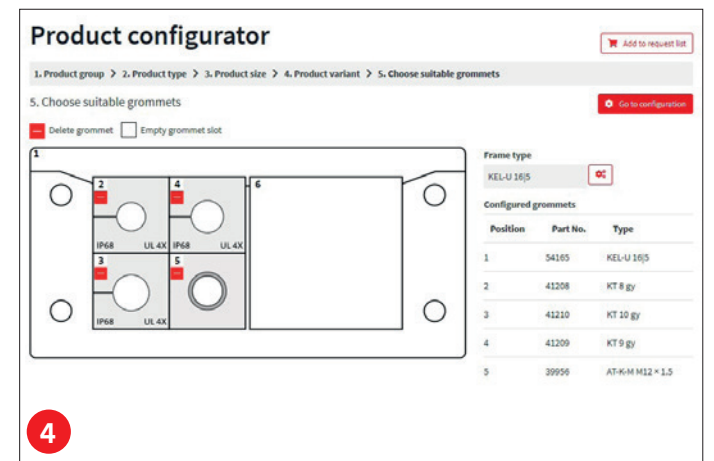 Product configurator
Add to request list
1. Product group > 2. Product type > 3. Product size > 4. Product variant > 5. Choose suitable grommets
5. Choose suitable grommets
Go to configuration
Delete grommet Empty grommet slot
1
2 4 6
IP68 UL 4X IP68 UL 4X
3 5
IP68 UL 4X
Frame type
KEL-U 16|5
Configured grommets
Position Part No. Type
1 54165 KEL-U 16|5
2 41208 KT 8 gy
3 41210 KT 10 gy
4 41209 KT 9 gy
5 39956 AT-K-M M12 × 1.5
4